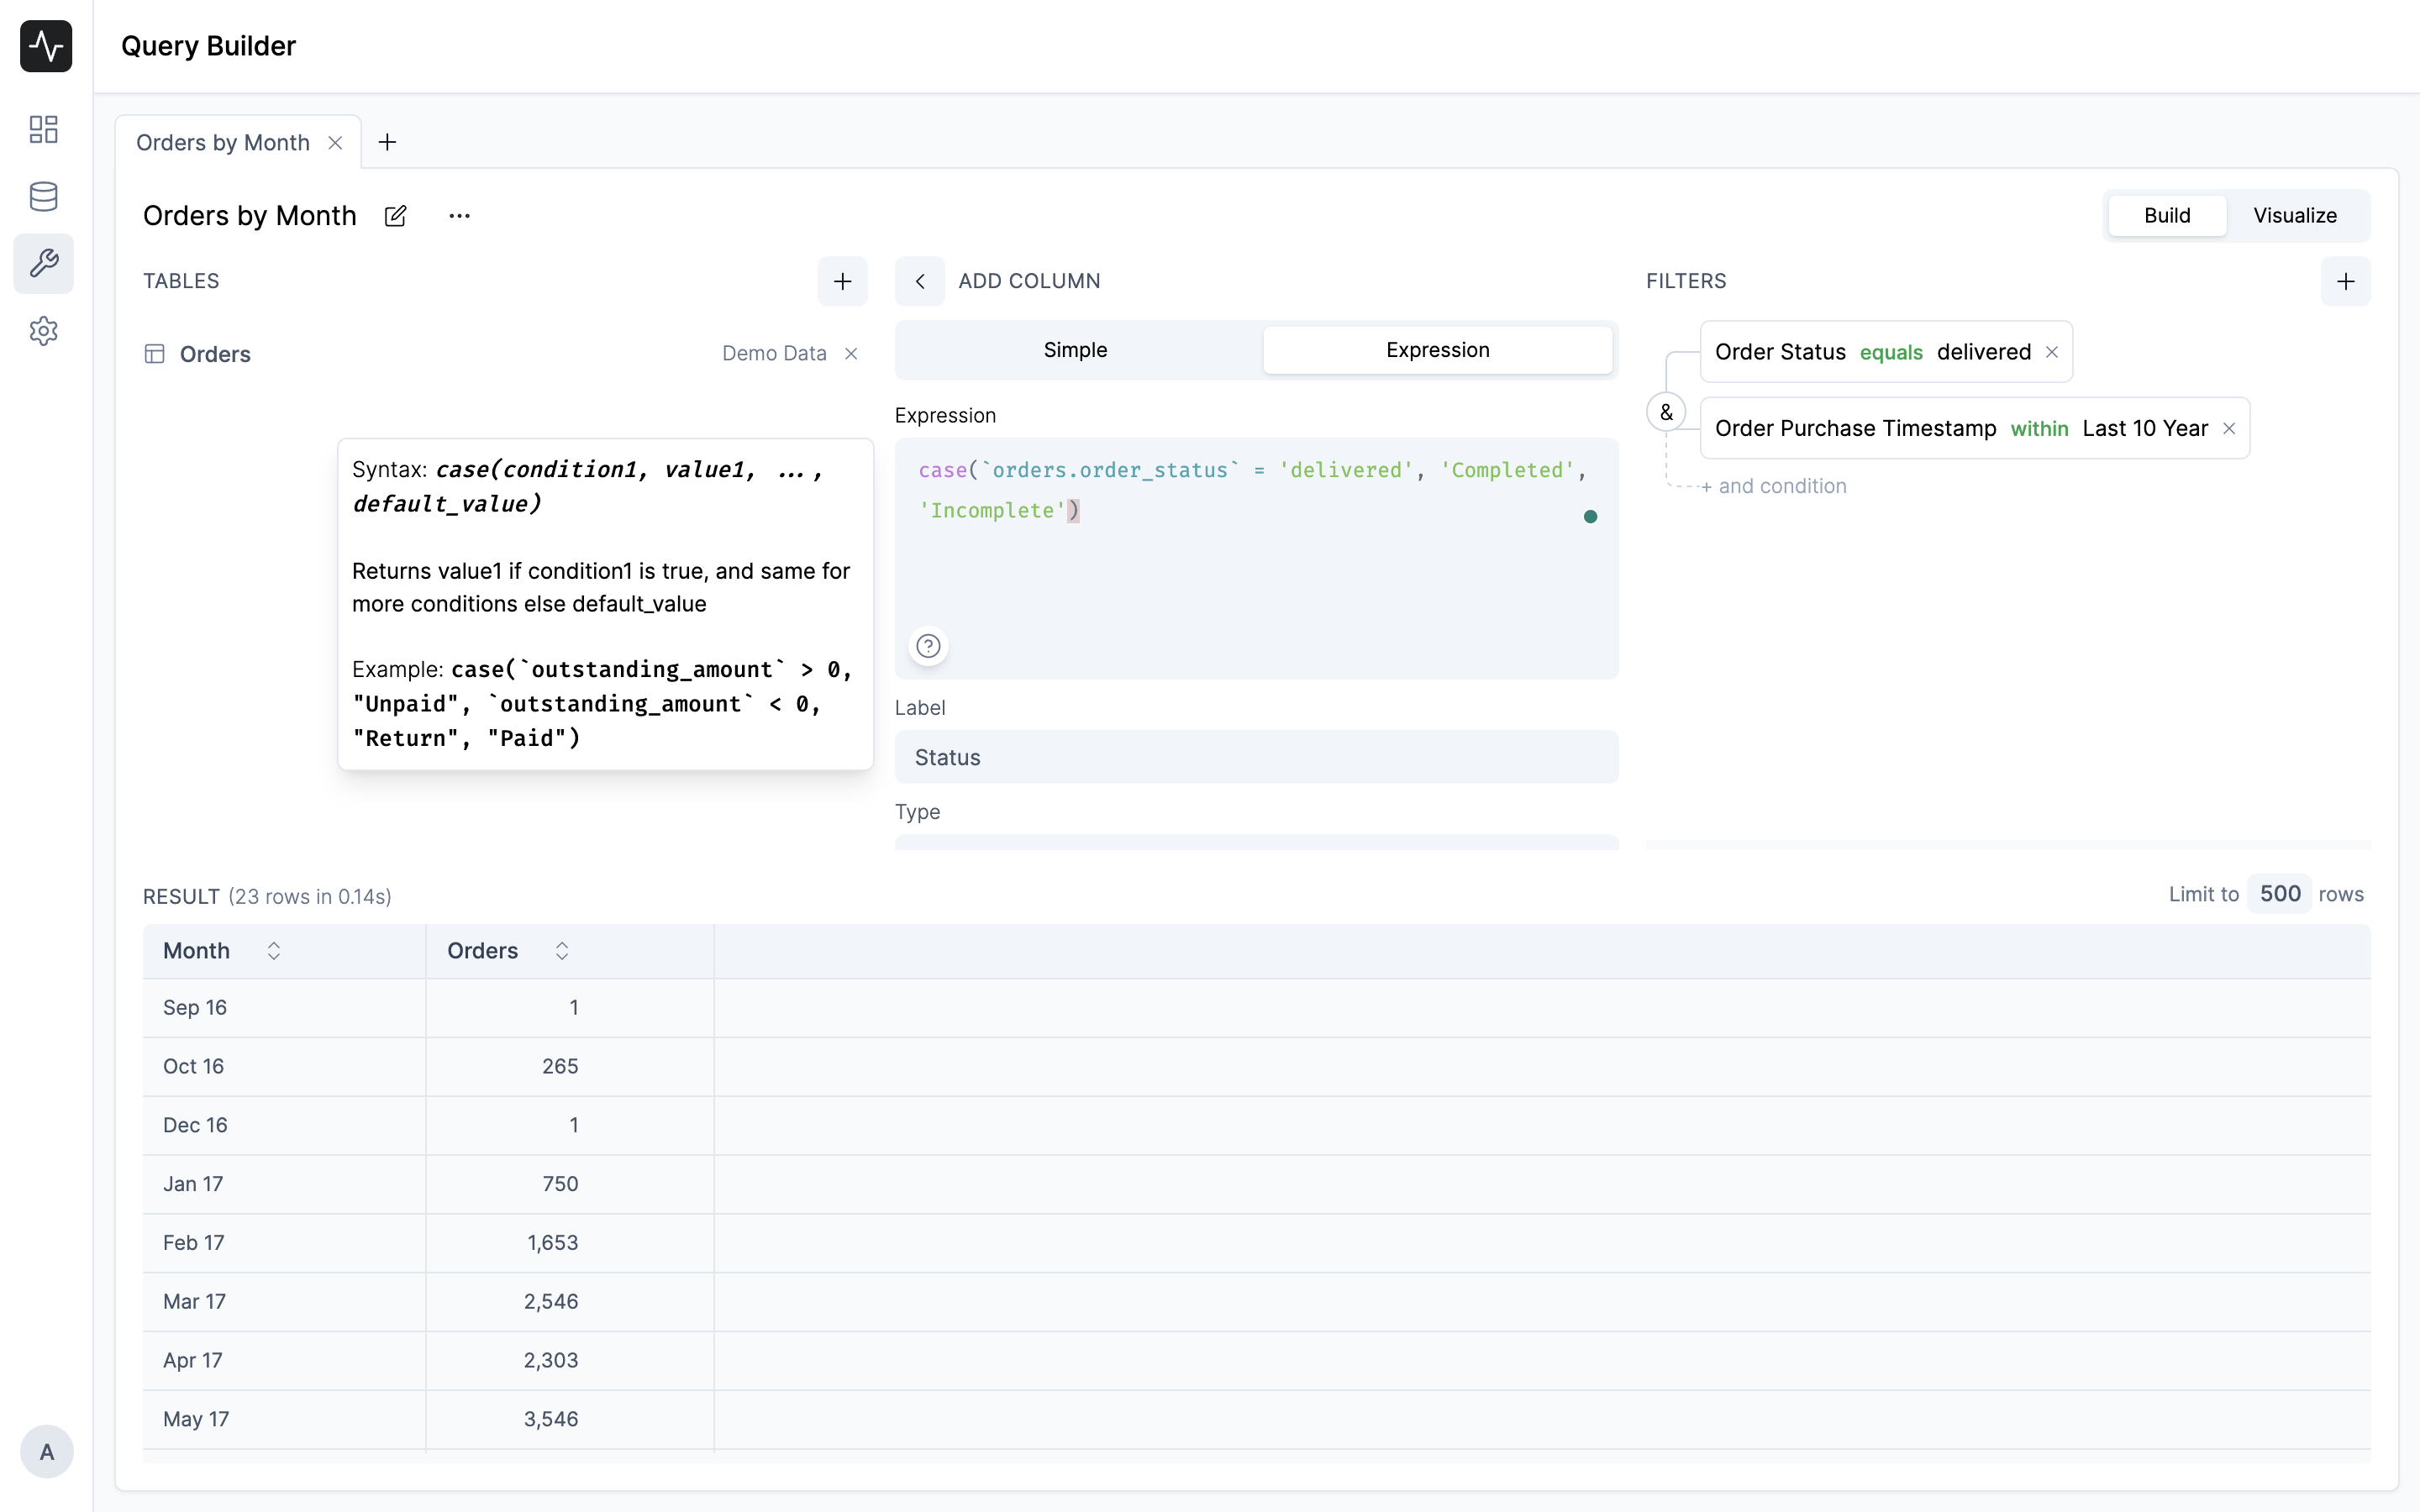 Query Builder
Orders by Month
Orders by Month
Build
Visualize
TABLES
Orders
Demo Data
Syntax: case(condition1, value1, ...,
default_value)
Returns value1 if condition1 is true, and same for
more conditions else default_value
Example: case(`outstanding_amount` > 0,
"Unpaid", `outstanding_amount` < 0,
"Return", "Paid")
ADD COLUMN
Simple
Expression
Expression
case(`orders.order_status` = 'delivered', 'Completed',
'Incomplete')
Label
Status
Type
FILTERS
Order Status equals delivered
&
Order Purchase Timestamp within Last 10 Year
+ and condition
RESULT (23 rows in 0.14s)
Limit to 500 rows
Month Orders
Sep 16 1
Oct 16 265
Dec 16 1
Jan 17 750
Feb 17 1,653
Mar 17 2,546
Apr 17 2,303
May 17 3,546
A